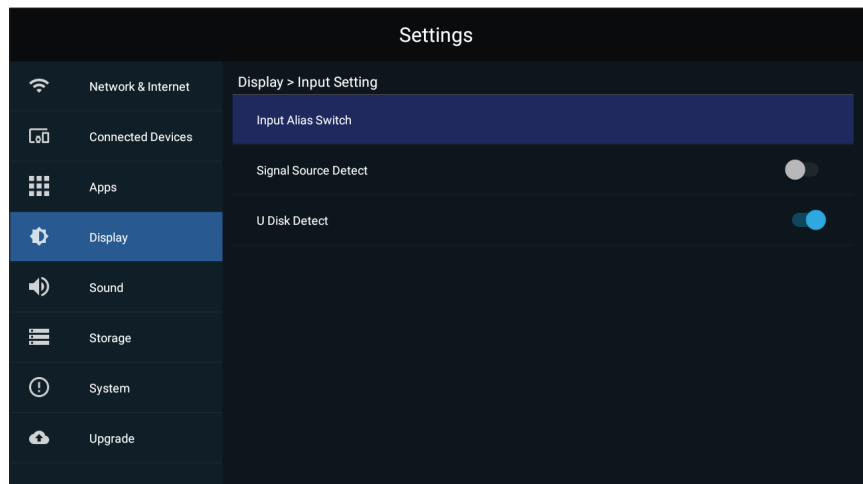 Settings
Network & Internet
Connected Devices
Apps
Display
Sound
Storage
System
Upgrade
Display > Input Setting
Input Alias Switch
Signal Source Detect
U Disk Detect